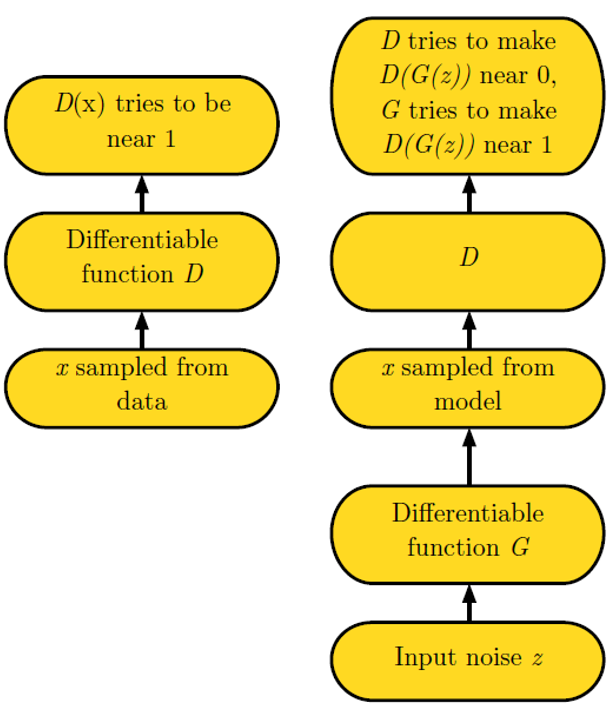 D(x) tries to be
near 1
Differentiable
function D
x sampled from
data
D tries to make
D(G(z)) near 0,
G tries to make
D(G(z)) near 1
D
x sampled from
model
Differentiable
function G
Input noise z